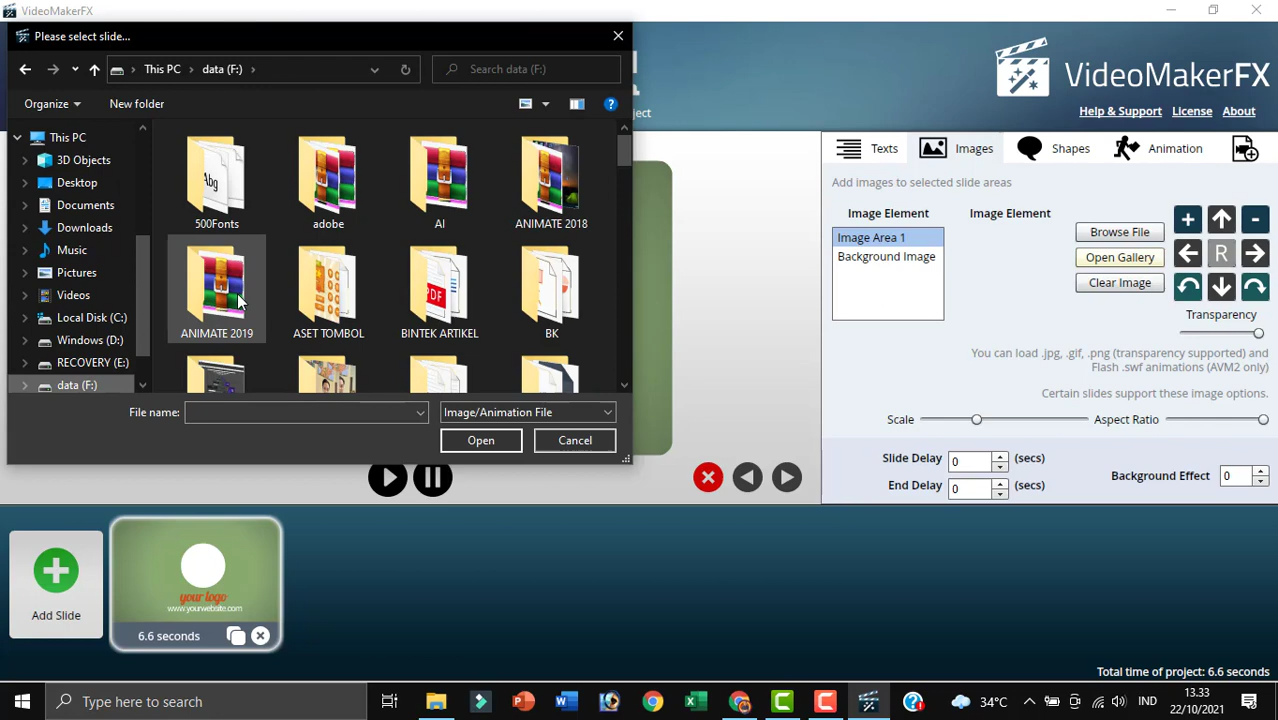 VideoMakerFX
Please select slide...
This PC
data (F:)
Search data (F:)
Organize
New folder
This PC
3D Objects
Desktop
Documents
Downloads
Music
Pictures
Videos
Local Disk (C:)
Windows (D:)
RECOVERY (E:)
data (F:)
Abg
500Fonts
adobe
AI
ANIMATE 2018
ANIMATE 2019
ASET TOMBOL
PDF
BINTEK ARTIKEL
BK
File name:
Image/Animation File
Open
Cancel
ject
VideoMakerFX
Help & Support
License
About
Texts
Images
Shapes
Animation
Add images to selected slide areas
Image Element
Image Element
Image Area 1
Background Image
Browse File
Open Gallery
Clear Image
+
-
R
Transparency
You can load .jpg, .gif, .png (transparency supported) and
Flash .swf animations (AVM2 only)
Certain slides support these image options.
Scale
Aspect Ratio
Slide Delay
0
(secs)
End Delay
0
(secs)
Background Effect
0
Add Slide
your logo
www.yourwebsite.com
6.6 seconds
Total time of project: 6.6 seconds
Type here to search
34°C
IND
13.33
22/10/2021